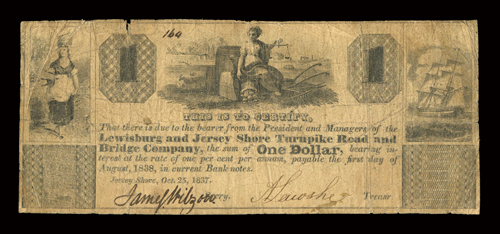 164
1 1
THIS IS TO CERTIFY,
That there is due to the bearer from the President and Managers of the
Lewisburg and Jersey Shore Turnpike Road and
Bridge Company, the sum of One Dollar, bearing in-
terest at the rate of one per cent per annum, payable the first day of
August, 1838, in current Bank notes.
Jersey Shore, Oct. 25, 1837.
James Wilson Secry. Treasr.